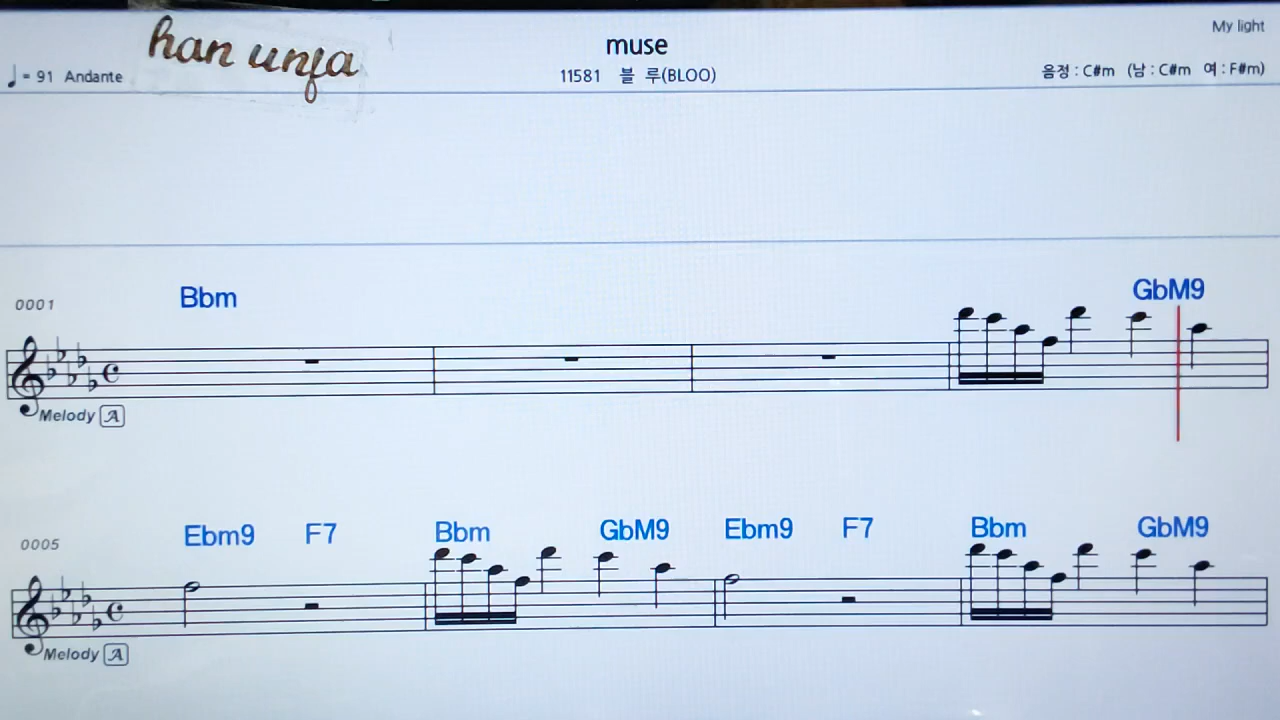 My light
han unfa
muse
♩= 91 Andante
11581 블 루(BLOO)
음정 : C#m (남 : C#m 여 : F#m)
0001
Bbm GbM9
Melody A
0005
Ebm9 F7 Bbm GbM9 Ebm9 F7 Bbm GbM9
Melody A